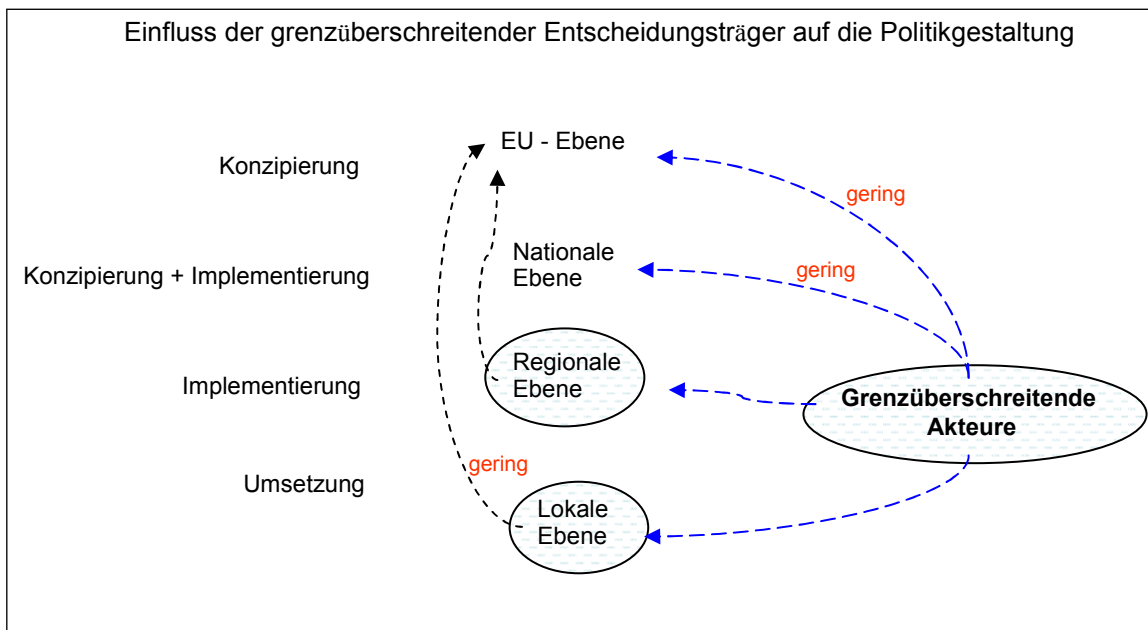 Einfluss der grenzüberschreitender Entscheidungsträger auf die Politikgestaltung
EU - Ebene
Konzipierung
gering
Nationale
Ebene
Konzipierung + Implementierung
gering
Regionale
Ebene
Implementierung
Grenzüberschreitende
Akteure
gering
Umsetzung
Lokale
Ebene